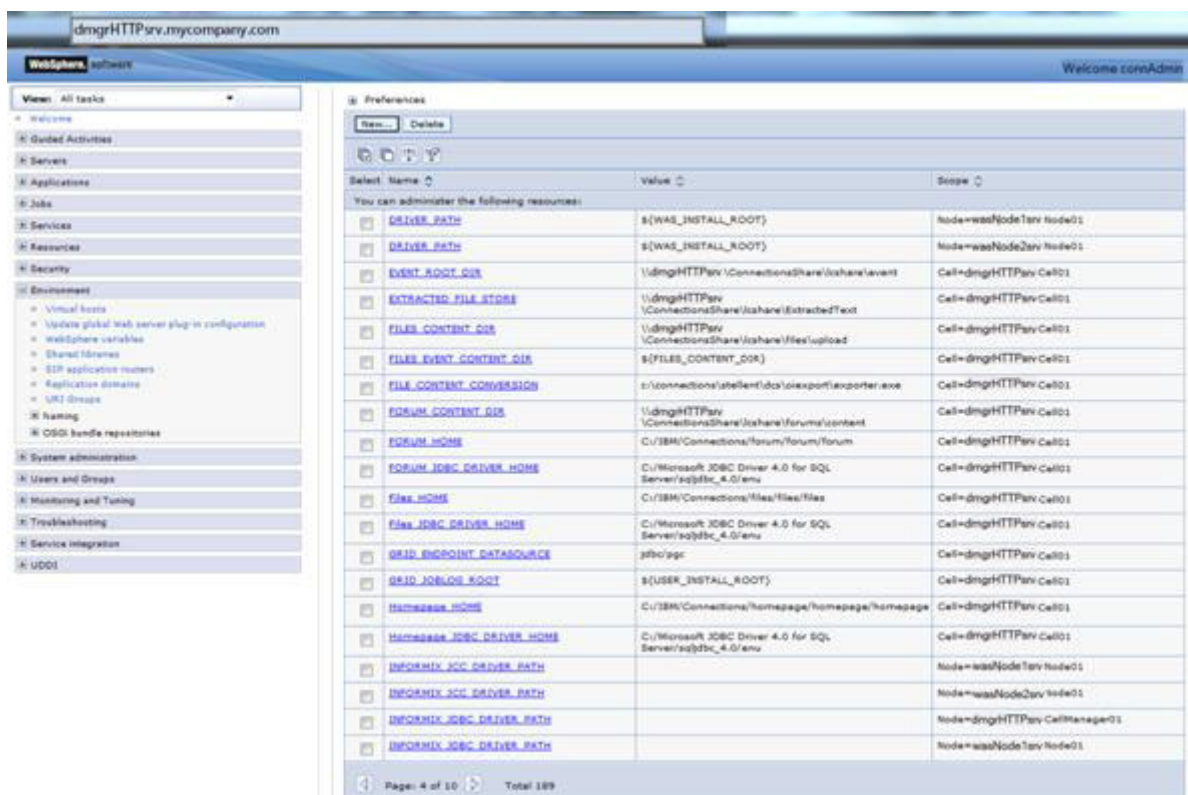 dmgrHTTPsrv.mycompany.com
WebSphere. software
Welcome connAdmin
View: All tasks
Welcome
Guided Activities
Servers
Applications
Jobs
Services
Resources
Security
Environment
Virtual hosts
Update global Web server plug-in configuration
WebSphere variables
Shared libraries
SIP application routers
Replication domains
URI Groups
Naming
OSGi bundle repositories
System administration
Users and Groups
Monitoring and Tuning
Troubleshooting
Service integration
UDDI
Preferences
New... Delete
Select Name Value Scope
You can administer the following resources:
DRIVER_PATH ${WAS_INSTALL_ROOT} Node=wasNode1srv Node01
DRIVER_PATH ${WAS_INSTALL_ROOT} Node=wasNode2srv Node01
EVENT_ROOT_DIR \\dmgrHTTPsrv \ConnectionsShare\lcshare\event Cell=dmgrHTTPsrv Cell01
EXTRACTED_FILE_STORE \\dmgrHTTPsrv Cell=dmgrHTTPsrv Cell01
\ConnectionsShare\lcshare\ExtractedText
FILES_CONTENT_DIR \\dmgrHTTPsrv Cell=dmgrHTTPsrv Cell01
\ConnectionsShare\lcshare\files\upload
FILES_EVENT_CONTENT_DIR ${FILES_CONTENT_DIR} Cell=dmgrHTTPsrv Cell01
FILE_CONTENT_CONVERSION c:\connections\stellent\dcs\oiexport\exporter.exe Cell=dmgrHTTPsrv Cell01
FORUM_CONTENT_DIR \\dmgrHTTPsrv Cell=dmgrHTTPsrv Cell01
\ConnectionsShare\lcshare\forums\content
FORUM_HOME C:/IBM/Connections/forum/forum/forum Cell=dmgrHTTPsrv Cell01
FORUM_JDBC_DRIVER_HOME C:/Microsoft JDBC Driver 4.0 for SQL Cell=dmgrHTTPsrv Cell01
Server/sqljdbc_4.0/enu
Files_HOME C:/IBM/Connections/files/files/files Cell=dmgrHTTPsrv Cell01
Files_JDBC_DRIVER_HOME C:/Microsoft JDBC Driver 4.0 for SQL Cell=dmgrHTTPsrv Cell01
Server/sqljdbc_4.0/enu
GRID_ENDPOINT_DATASOURCE jdbc/pgc Cell=dmgrHTTPsrv Cell01
GRID_JOBLOG_ROOT ${USER_INSTALL_ROOT} Cell=dmgrHTTPsrv Cell01
Homepage_HOME C:/IBM/Connections/homepage/homepage/homepage Cell=dmgrHTTPsrv Cell01
Homepage_JDBC_DRIVER_HOME C:/Microsoft JDBC Driver 4.0 for SQL Cell=dmgrHTTPsrv Cell01
Server/sqljdbc_4.0/enu
INFORMIX_JCC_DRIVER_PATH Node=wasNode1srv Node01
INFORMIX_JCC_DRIVER_PATH Node=wasNode2srv Node01
INFORMIX_JDBC_DRIVER_PATH Node=dmgrHTTPsrv CellManager01
INFORMIX_JDBC_DRIVER_PATH Node=wasNode1srv Node01
Page: 4 of 10 Total 189